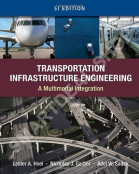 SI EDITION
TRANSPORTATION
INFRASTRUCTURE ENGINEERING
A Multimodal Integration
Lester A. Hoel · Nicholas J. Garber · Adel W. Sadek